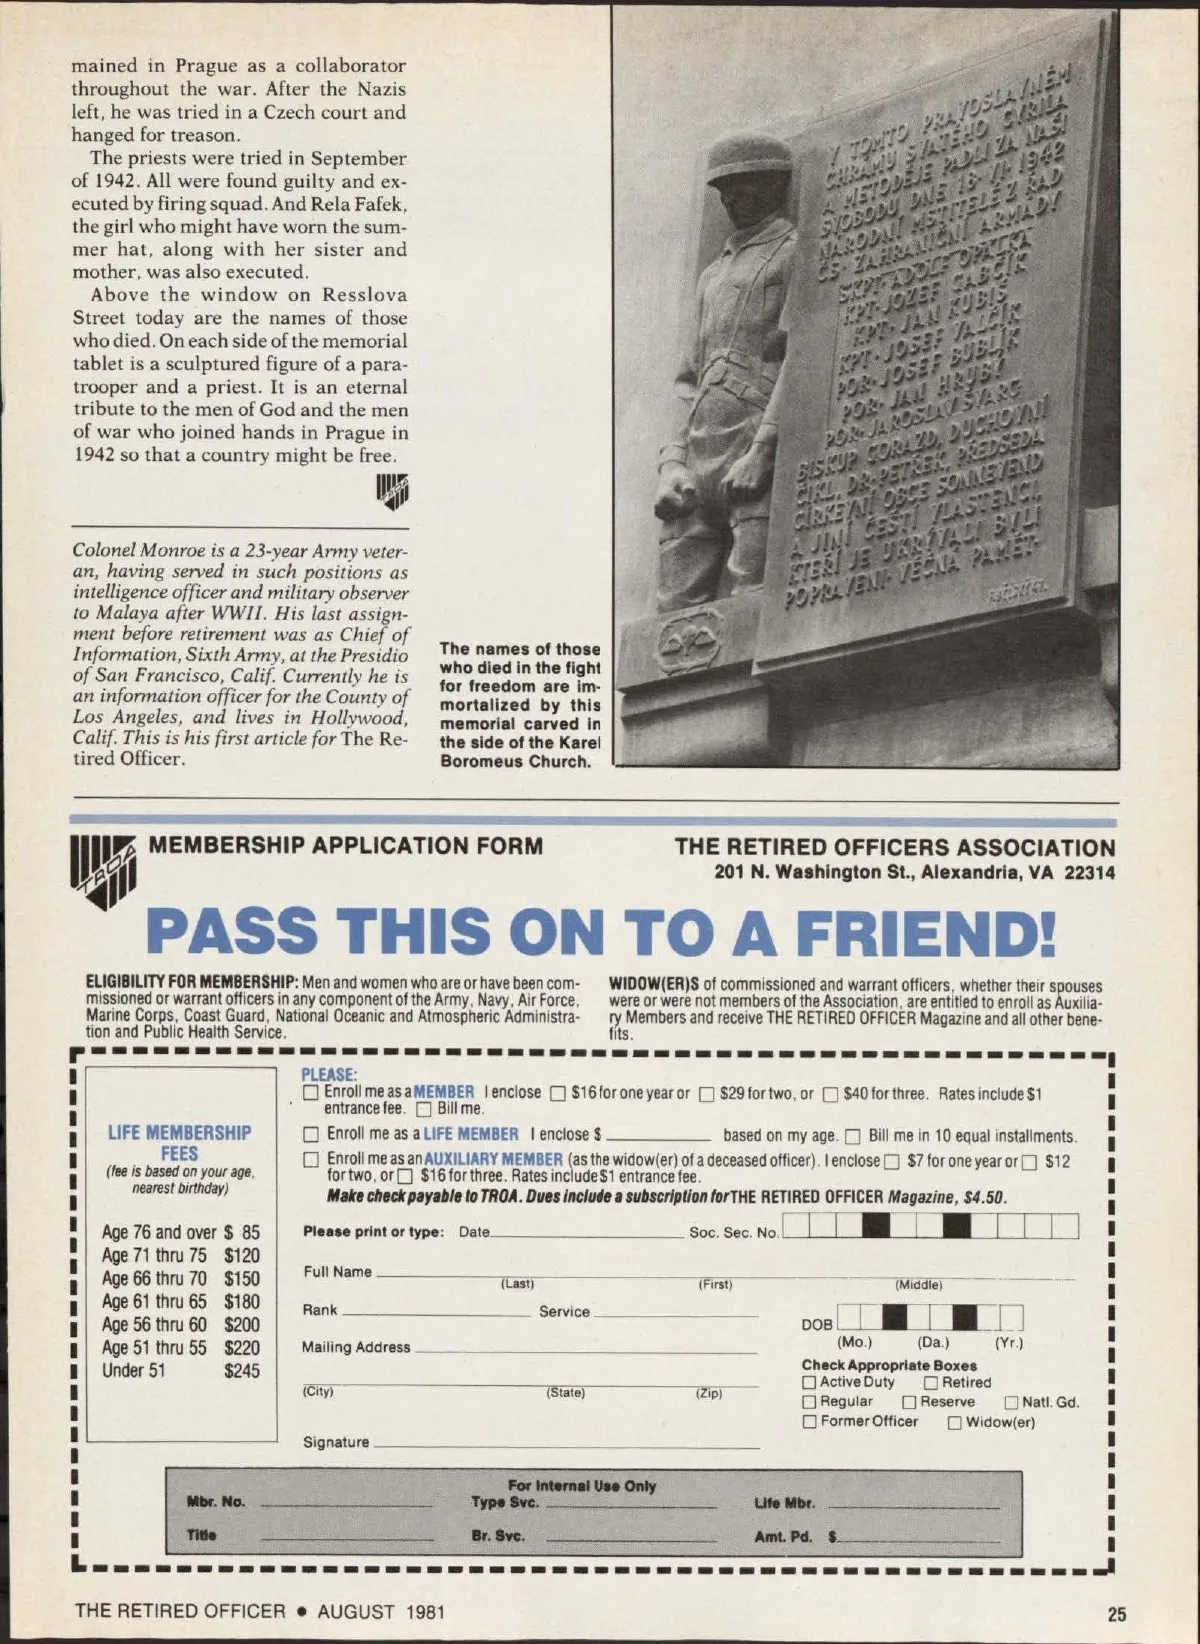 mained in Prague as a collaborator
throughout the war. After the Nazis
left, he was tried in a Czech court and
hanged for treason.
The priests were tried in September
of 1942. All were found guilty and ex-
ecuted by firing squad. And Rela Fafek,
the girl who might have worn the sum-
mer hat, along with her sister and
mother, was also executed.
Above the window on Resslova
Street today are the names of those
who died. On each side of the memorial
tablet is a sculptured figure of a para-
trooper and a priest. It is an eternal
tribute to the men of God and the men
of war who joined hands in Prague in
1942 so that a country might be free.
TROA
Colonel Monroe is a 23-year Army veter-
an, having served in such positions as
intelligence officer and military observer
to Malaya after WWII. His last assign-
ment before retirement was as Chief of
Information, Sixth Army, at the Presidio
of San Francisco, Calif. Currently he is
an information officer for the County of
Los Angeles, and lives in Hollywood,
Calif. This is his first article for The Re-
tired Officer.
V TOMTO PRAVOSLAVNÉM
CHRÁMU SVATÉHO CYRILA
A METODĚJE PADLI ZA NAŠI
SVOBODU DNE 18·VI·1942
NÁRODNÍ MSTITELÉ Z ŘAD
ČS· ZAHRANIČNÍ ARMÁDY
ŠKPT·ADOLF OPÁLKA
KPT·JOZEF GABČÍK
KPT·JAN KUBIŠ
KPT·JOSEF VALČÍK
POR·JOSEF BUBLÍK
POR·JAN HRUBÝ
POR·JAROSLAV ŠVARC
BISKUP GORAZD, DUCHOVNÍ
ČIKL, DR·PETŘEK, PŘEDSEDA
CÍRKEVNÍ OBCE SONNEVEND
A JINÍ ČEŠTÍ VLASTENCI,
KTEŘÍ JE UKRÝVALI BYLI
POPRAVENI·VĚČNÁ PAMĚŤ·
The names of those
who died in the fight
for freedom are im-
mortalized by this
memorial carved in
the side of the Karel
Boromeus Church.
TROA
MEMBERSHIP APPLICATION FORM
THE RETIRED OFFICERS ASSOCIATION
201 N. Washington St., Alexandria, VA 22314
PASS THIS ON TO A FRIEND!
ELIGIBILITY FOR MEMBERSHIP: Men and women who are or have been com-
missioned or warrant officers in any component of the Army, Navy, Air Force,
Marine Corps, Coast Guard, National Oceanic and Atmospheric Administra-
tion and Public Health Service.
WIDOW(ER)S of commissioned and warrant officers, whether their spouses
were or were not members of the Association, are entitled to enroll as Auxilia-
ry Members and receive THE RETIRED OFFICER Magazine and all other bene-
fits.
LIFE MEMBERSHIP
FEES
(fee is based on your age,
nearest birthday)
Age 76 and over $ 85
Age 71 thru 75 $120
Age 66 thru 70 $150
Age 61 thru 65 $180
Age 56 thru 60 $200
Age 51 thru 55 $220
Under 51 $245
PLEASE:
Enroll me as a MEMBER I enclose $16 for one year or $29 for two, or $40 for three. Rates include $1
entrance fee. Bill me.
Enroll me as a LIFE MEMBER I enclose $ based on my age. Bill me in 10 equal installments.
Enroll me as an AUXILIARY MEMBER (as the widow(er) of a deceased officer). I enclose $7 for one year or $12
for two, or $16 for three. Rates include $1 entrance fee.
Make check payable to TROA. Dues include a subscription for THE RETIRED OFFICER Magazine, $4.50.
Please print or type: Date Soc. Sec. No.
Full Name
(Last) (First) (Middle)
Rank Service
DOB
(Mo.) (Da.) (Yr.)
Mailing Address
(City) (State) (Zip)
Check Appropriate Boxes
Active Duty Retired
Regular Reserve Natl. Gd.
Former Officer Widow(er)
Signature
For Internal Use Only
Mbr. No. Type Svc. Life Mbr.
Title Br. Svc. Amt. Pd. $
THE RETIRED OFFICER • AUGUST 1981
25